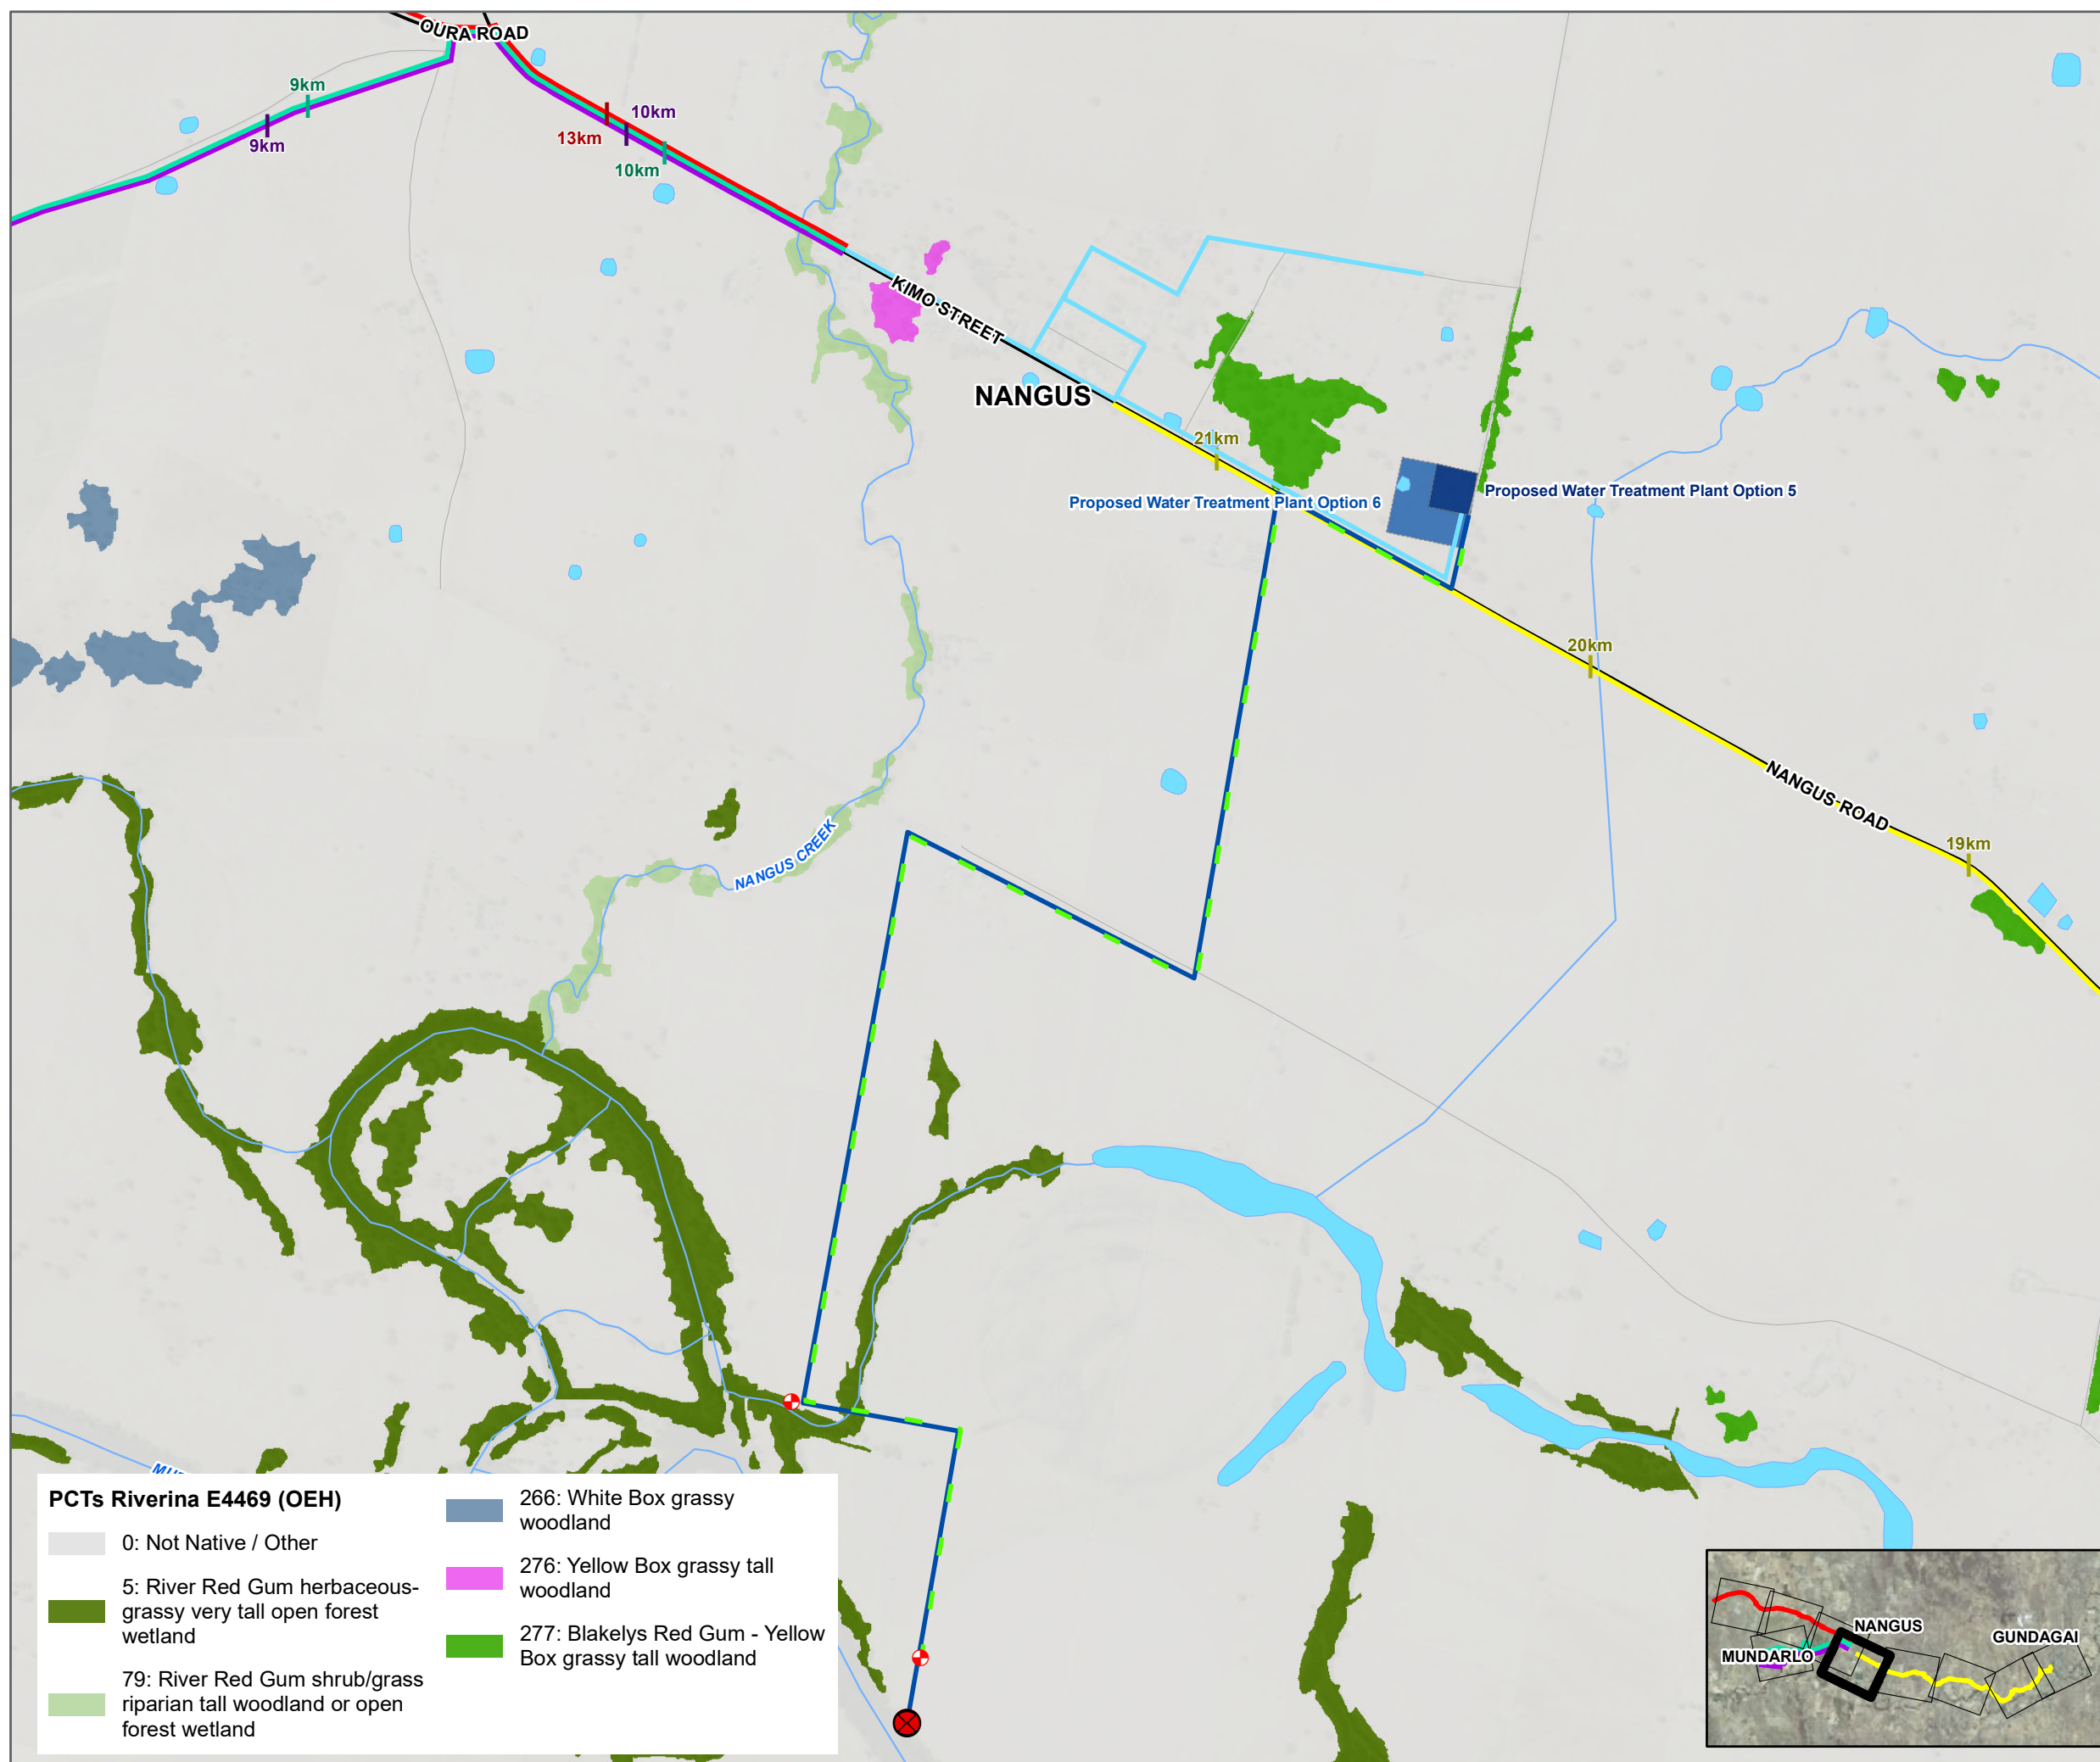 OURA ROAD
9km
9km
10km
13km
10km
KIMO STREET
NANGUS
21km
Proposed Water Treatment Plant Option 6
Proposed Water Treatment Plant Option 5
20km
NANGUS ROAD
19km
NANGUS CREEK
PCTs Riverina E4469 (OEH)
0: Not Native / Other
5: River Red Gum herbaceous-
grassy very tall open forest
wetland
79: River Red Gum shrub/grass
riparian tall woodland or open
forest wetland
266: White Box grassy
woodland
276: Yellow Box grassy tall
woodland
277: Blakelys Red Gum - Yellow
Box grassy tall woodland
NANGUS
GUNDAGAI
MUNDARLO